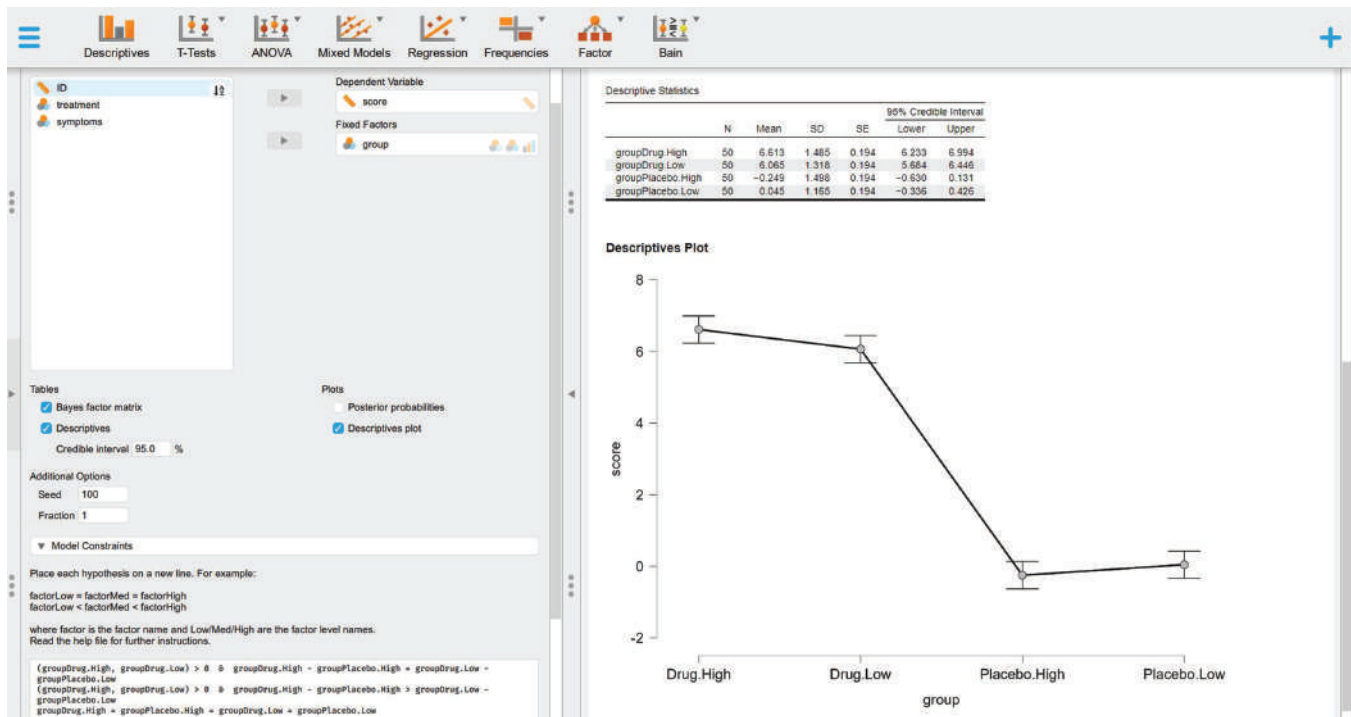 Descriptives T-Tests ANOVA Mixed Models Regression Frequencies Factor Bain
ID
treatment
symptoms
Dependent Variable
score
Fixed Factors
group
Tables
Bayes factor matrix
Descriptives
Credible interval 95.0 %
Plots
Posterior probabilities
Descriptives plot
Additional Options
Seed 100
Fraction 1
Model Constraints
Place each hypothesis on a new line. For example:
factorLow = factorMed = factorHigh
factorLow < factorMed < factorHigh
where factor is the factor name and Low/Med/High are the factor level names.
Read the help file for further instructions.
(groupDrug.High, groupDrug.Low) > 0 & groupDrug.High - groupPlacebo.High = groupDrug.Low -
groupPlacebo.Low
(groupDrug.High, groupDrug.Low) > 0 & groupDrug.High - groupPlacebo.High > groupDrug.Low -
groupPlacebo.Low
groupDrug.High = groupPlacebo.High = groupDrug.Low = groupPlacebo.Low
Descriptive Statistics
95% Credible Interval
N Mean SD SE Lower Upper
groupDrug.High 50 6.613 1.485 0.194 6.233 6.994
groupDrug.Low 50 6.065 1.318 0.194 5.684 6.446
groupPlacebo.High 50 −0.249 1.498 0.194 −0.630 0.131
groupPlacebo.Low 50 0.045 1.165 0.194 −0.336 0.426
Descriptives Plot
8
6
4
2
0
-2
score
Drug.High Drug.Low Placebo.High Placebo.Low
group